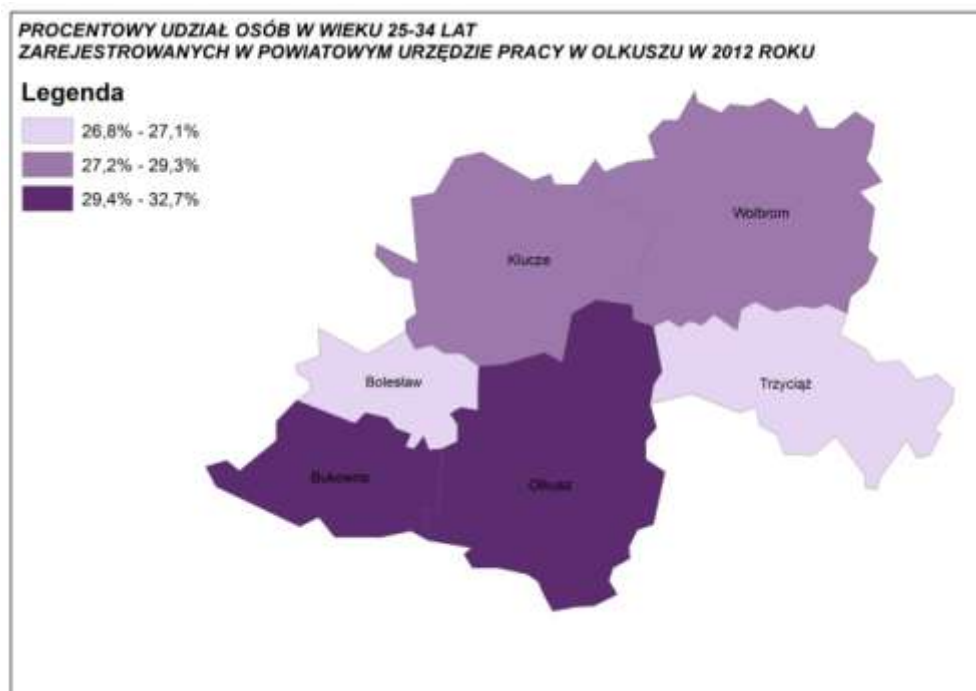 PROCENTOWY UDZIAŁ OSÓB W WIEKU 25-34 LAT
ZAREJESTROWANYCH W POWIATOWYM URZĘDZIE PRACY W OLKUSZU W 2012 ROKU
Legenda
26,8% - 27,1%
27,2% - 29,3%
29,4% - 32,7%
Wolbrom
Klucze
Bolesław
Trzyciąż
Bukowno
Olkusz